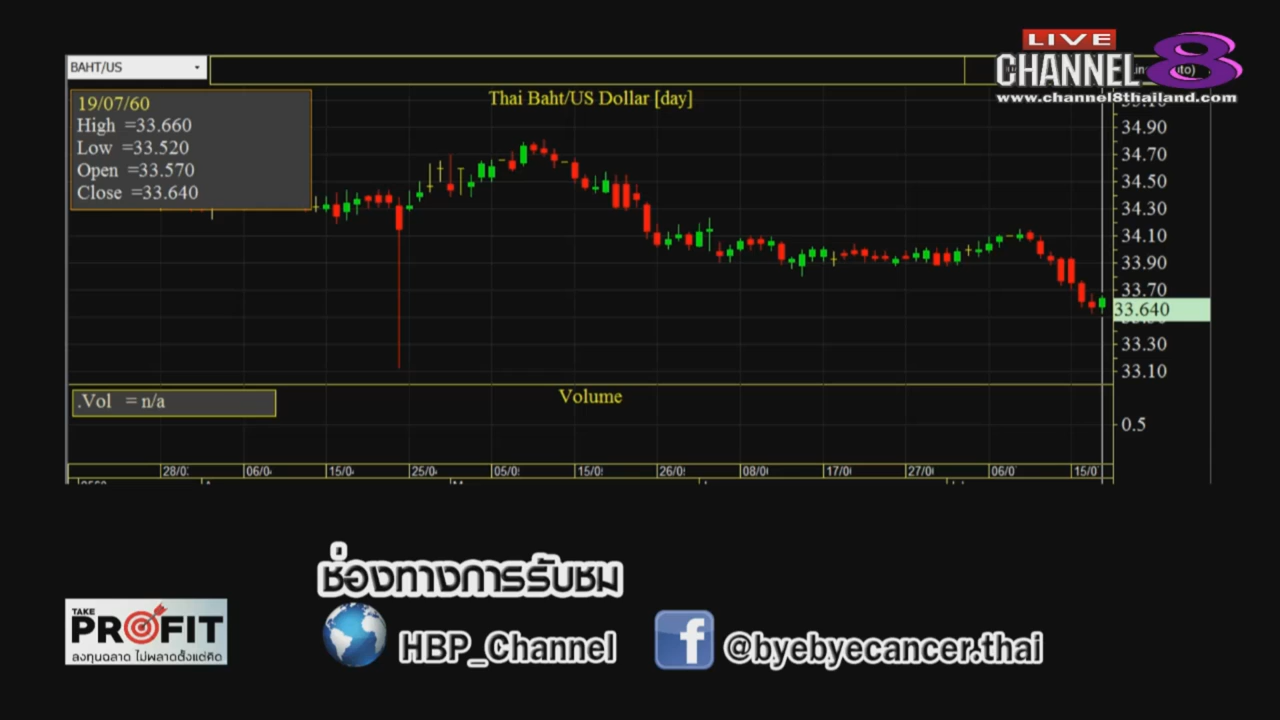 LIVE
CHANNEL 8
www.channel8thailand.com
BAHT/US
Thai Baht/US Dollar [day]
19/07/60
High =33.660
Low =33.520
Open =33.570
Close =33.640
34.90
34.70
34.50
34.30
34.10
33.90
33.70
33.640
33.30
33.10
.Vol = n/a
Volume
0.5
28/0
06/0
15/0
25/0
05/0
15/0
26/0
08/0
17/0
27/0
06/0
15/0
ช่องทางการรับชม
HBP_Channel
f @byebyecancer.thai
TAKE
PROFIT
ลงทุนฉลาด ไม่พลาดตั้งแต่คิด